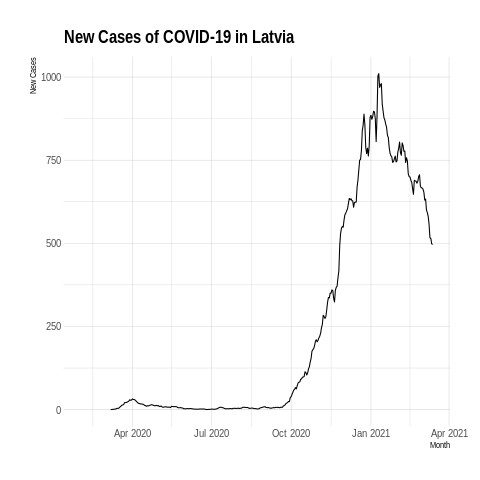 New Cases of COVID-19 in Latvia
New Cases
1000
750
500
250
0
Apr 2020 Jul 2020 Oct 2020 Jan 2021 Apr 2021
Month